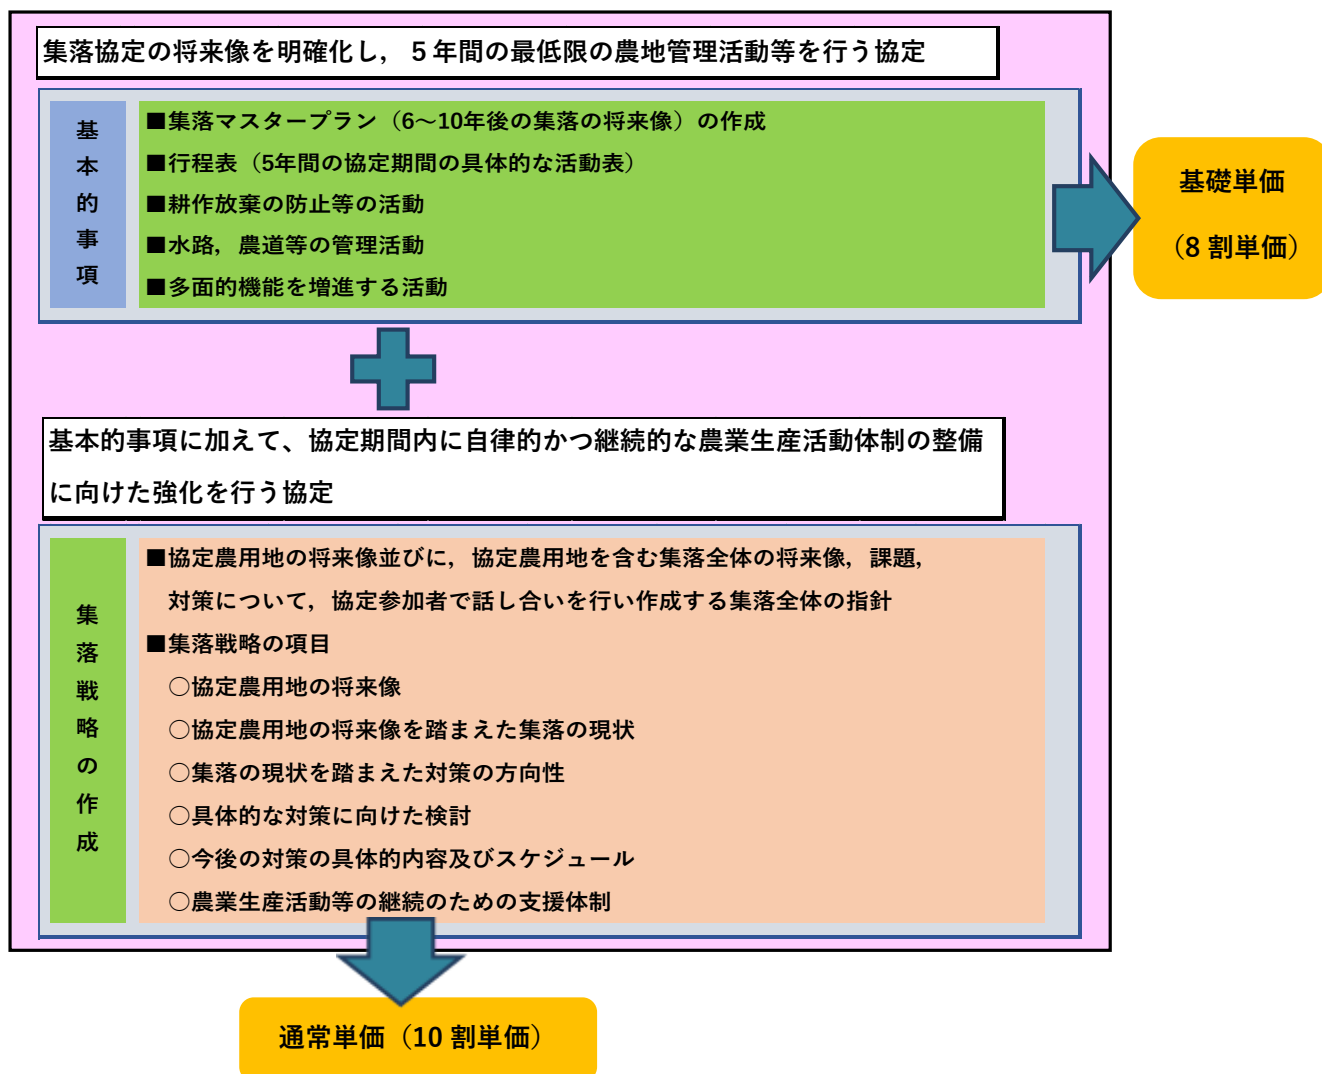 集落協定の将来像を明確化し，５年間の最低限の農地管理活動等を行う協定
基本的事項
■集落マスタープラン（6～10年後の集落の将来像）の作成
■行程表（5年間の協定期間の具体的な活動表）
■耕作放棄の防止等の活動
■水路，農道等の管理活動
■多面的機能を増進する活動
基礎単価
（8 割単価）
基本的事項に加えて、協定期間内に自律的かつ継続的な農業生産活動体制の整備
に向けた強化を行う協定
集落戦略の作成
■協定農用地の将来像並びに，協定農用地を含む集落全体の将来像，課題，
対策について，協定参加者で話し合いを行い作成する集落全体の指針
■集落戦略の項目
○協定農用地の将来像
○協定農用地の将来像を踏まえた集落の現状
○集落の現状を踏まえた対策の方向性
○具体的な対策に向けた検討
○今後の対策の具体的内容及びスケジュール
○農業生産活動等の継続のための支援体制
通常単価（10 割単価）